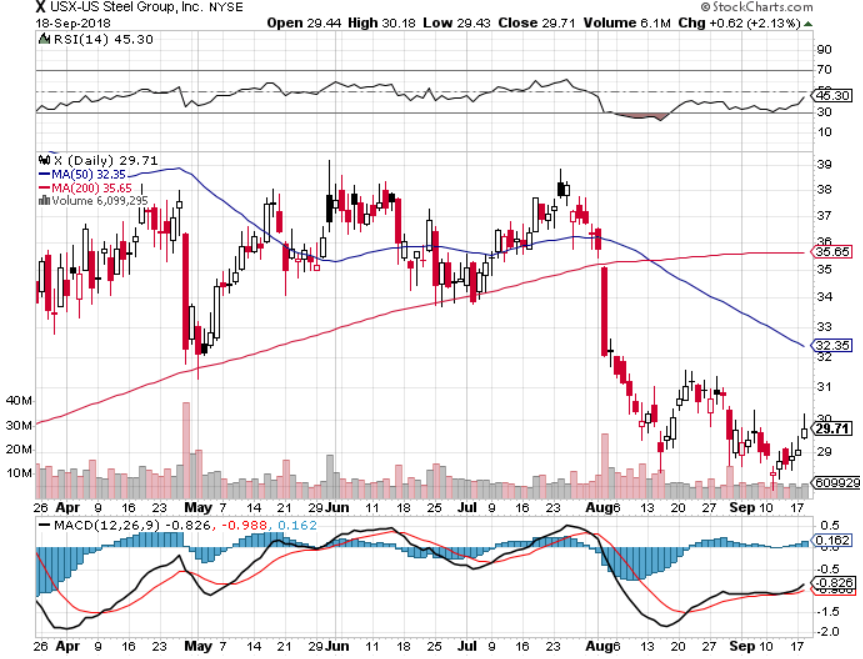 X USX-US Steel Group, Inc. NYSE © StockCharts.com
18-Sep-2018 Open 29.44 High 30.18 Low 29.43 Close 29.71 Volume 6.1M Chg +0.62 (+2.13%)
RSI(14) 45.30
90
70
45.30
30
10
X (Daily) 29.71
MA(50) 32.35
MA(200) 35.65
Volume 6,099,295
39
38
37
36
35.65
35
34
33
32.35
32
31
30
29.71
29
28
609929
40M
30M
20M
10M
26 Apr 9 16 23 May 7 14 21 29 Jun 11 18 25 Jul 9 16 23 Aug 6 13 20 27 Sep 10 17
MACD(12,26,9) -0.826, -0.988, 0.162
0.5
0.162
-0.5
-0.826
-1.5
-2.0
26 Apr 9 16 23 May 7 14 21 29 Jun 11 18 25 Jul 9 16 23 Aug 6 13 20 27 Sep 10 17